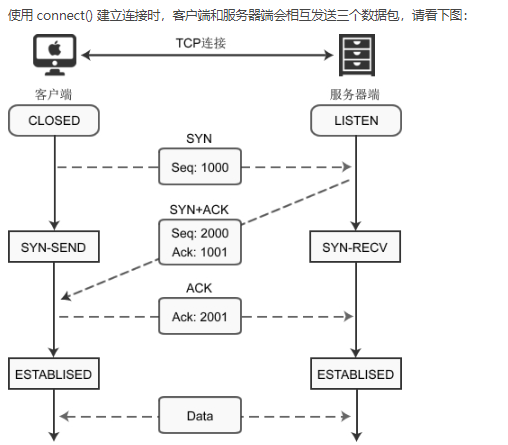 使用 connect() 建立连接时，客户端和服务器端会相互发送三个数据包，请看下图：
TCP连接
客户端
服务器端
CLOSED
LISTEN
SYN
Seq: 1000
SYN+ACK
Seq: 2000
Ack: 1001
SYN-SEND
SYN-RECV
ACK
Ack: 2001
ESTABLISED
ESTABLISED
Data